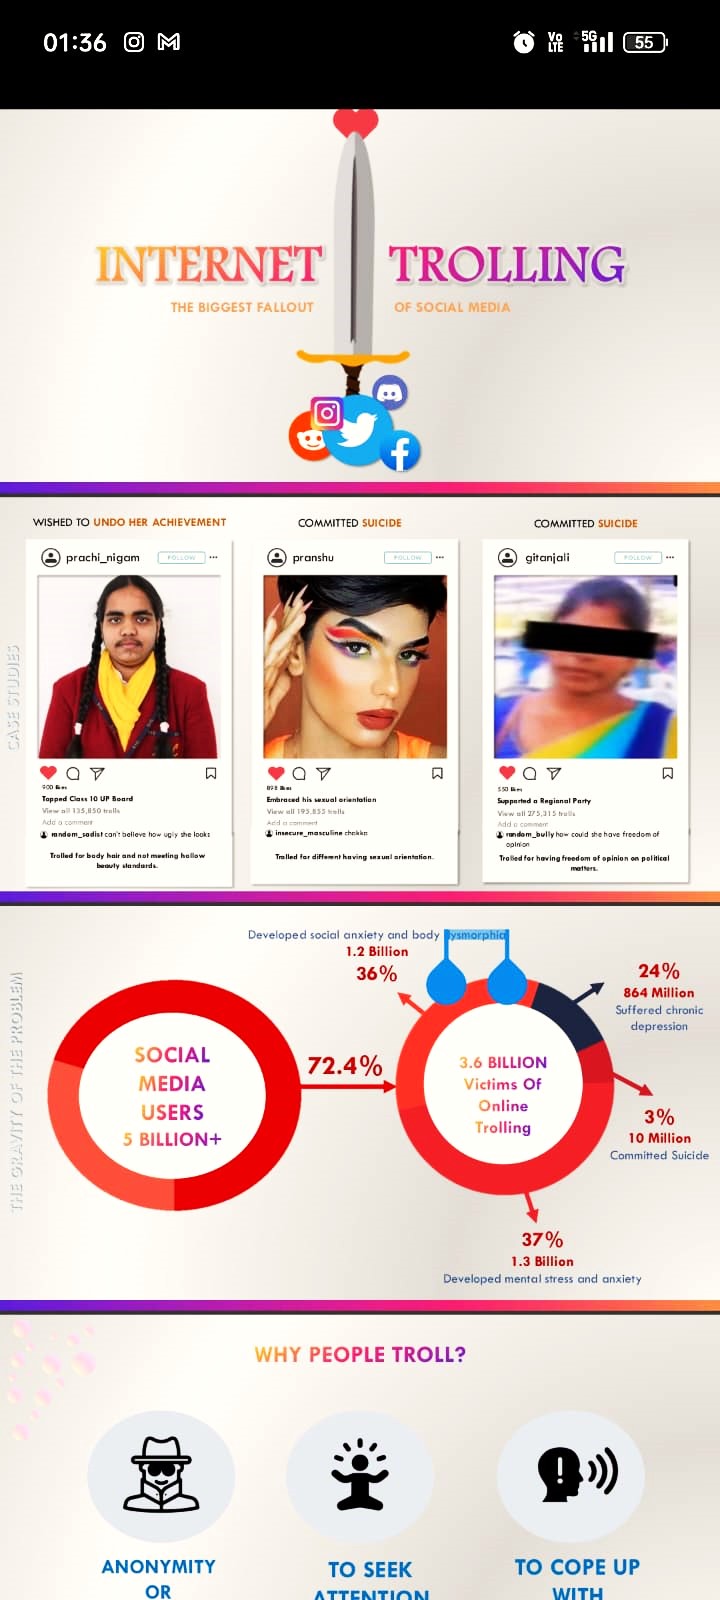 01:36
Vo LTE 5G 55
INTERNET TROLLING
THE BIGGEST FALLOUT OF SOCIAL MEDIA
WISHED TO UNDO HER ACHIEVEMENT
COMMITTED SUICIDE
COMMITTED SUICIDE
prachi_nigam FOLLOW ...
pranshu FOLLOW ...
gitanjali FOLLOW ...
CASE STUDIES
900 likes
Topped Class 10 UP Board
View all 135,850 trolls
Add a comment
random_sadist can't believe how ugly she looks
Trolled for body hair and not meeting hollow
beauty standards.
898 likes
Embraced his sexual orientation
View all 195,855 trolls
Add a comment
insecure_masculine chakka
Trolled for different having sexual orientation.
550 likes
Supported a Regional Party
View all 275,315 trolls
Add a comment
random_bully how could she have freedom of
opinion
Trolled for having freedom of opinion on political
matters.
THE GRAVITY OF THE PROBLEM
Developed social anxiety and body dysmorphia
1.2 Billion
36%
24%
864 Million
Suffered chronic
depression
SOCIAL
MEDIA
USERS
5 BILLION+
72.4%
3.6 BILLION
Victims Of
Online
Trolling
3%
10 Million
Committed Suicide
37%
1.3 Billion
Developed mental stress and anxiety
WHY PEOPLE TROLL?
ANONYMITY
OR
TO SEEK
ATTENTION
TO COPE UP
WITH